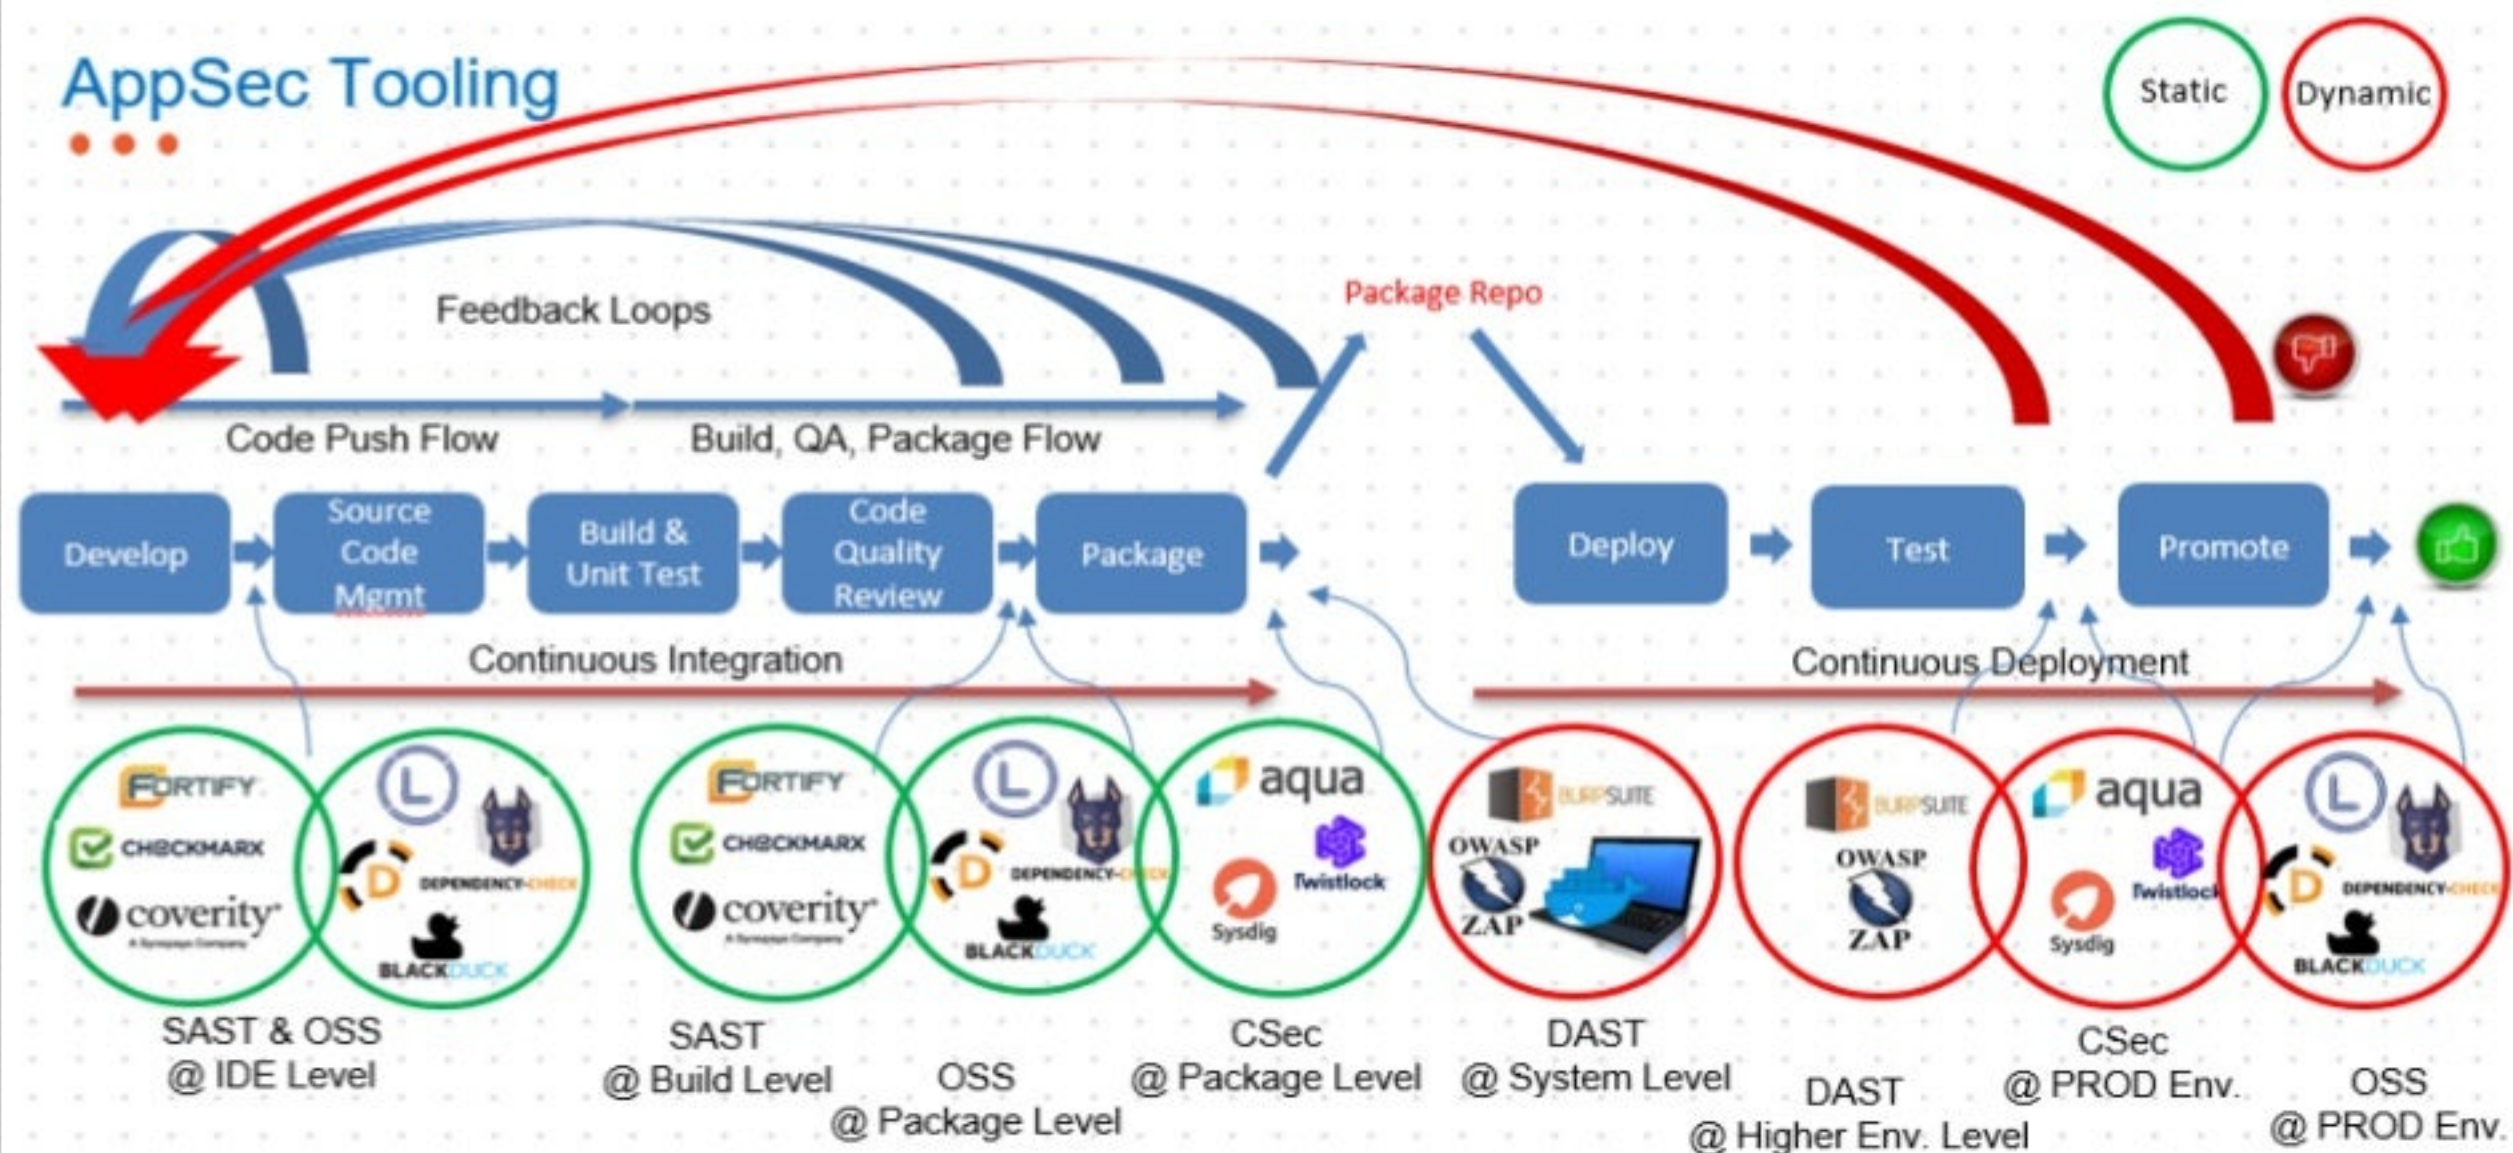 AppSec Tooling
Static
Dynamic
Feedback Loops
Package Repo
Code Push Flow
Build, QA, Package Flow
Develop
Source
Code
Mgmt
Build &
Unit Test
Code
Quality
Review
Package
Deploy
Test
Promote
Continuous Integration
Continuous Deployment
FORTIFY
CHECKMARX
coverity
A Synopsys Company
L
D
DEPENDENCY-CHECK
BLACKDUCK
FORTIFY
CHECKMARX
coverity
A Synopsys Company
L
D
DEPENDENCY-CHECK
BLACKDUCK
aqua
Twistlock
Sysdig
BURPSUITE
OWASP
ZAP
BURPSUITE
OWASP
ZAP
aqua
Twistlock
Sysdig
L
D
DEPENDENCY-CHECK
BLACKDUCK
SAST & OSS
@ IDE Level
SAST
@ Build Level
OSS
@ Package Level
CSec
@ Package Level
DAST
@ System Level
DAST
@ Higher Env. Level
CSec
@ PROD Env.
OSS
@ PROD Env.